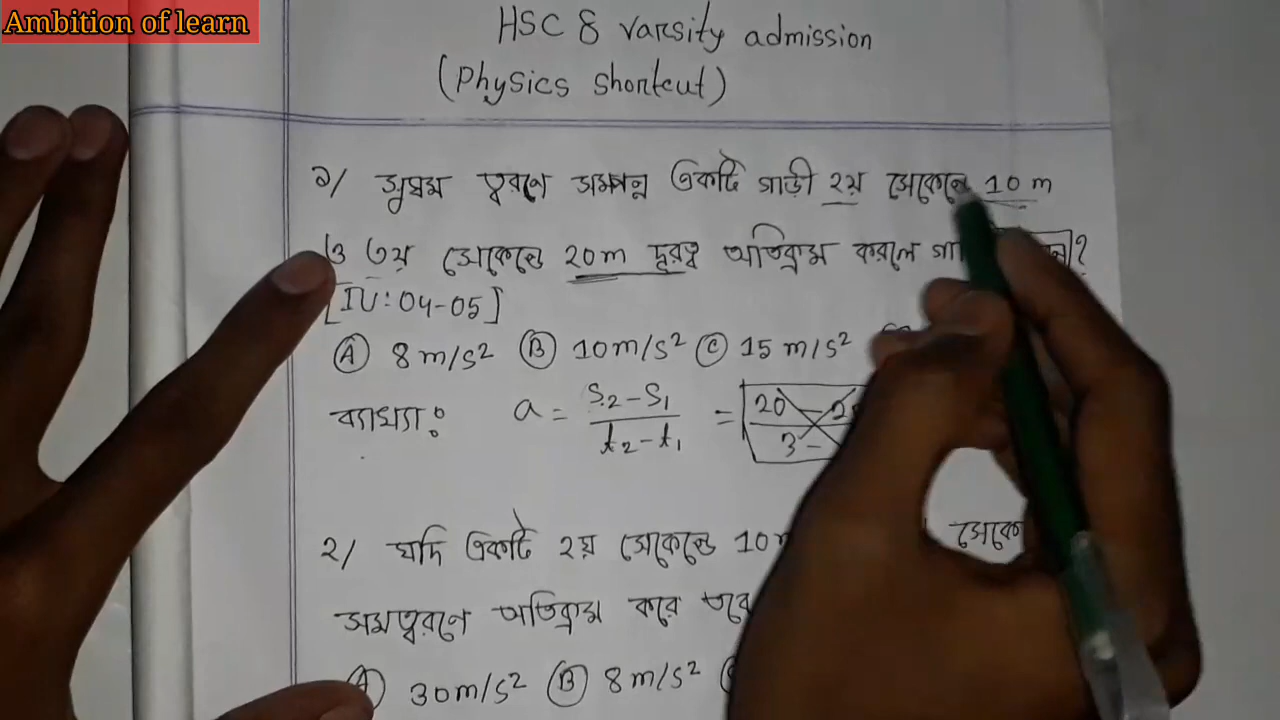 Ambition of learn
HSC & varsity admission
(Physics Shortcut)
১/ সুষম ত্বরণে সম্পন্ন একটি গাড়ী ২য় সেকেন্ডে 10 m
ও ৩য় সেকেন্ডে 20m দূরত্ব অতিক্রম করলে ?
[IU: 04-05]
Ⓐ 8 m/s² Ⓑ 10m/s² Ⓒ 15 m/s²
ব্যাখ্যাঃ a = S₂-S₁ / t₂-t₁ = 20 - / 3 -
২/ যদি একটি ২য় সেকেন্ডে
সমত্বরণে অতিক্রম করে তবে
Ⓐ 30m/s² Ⓑ 8m/s²